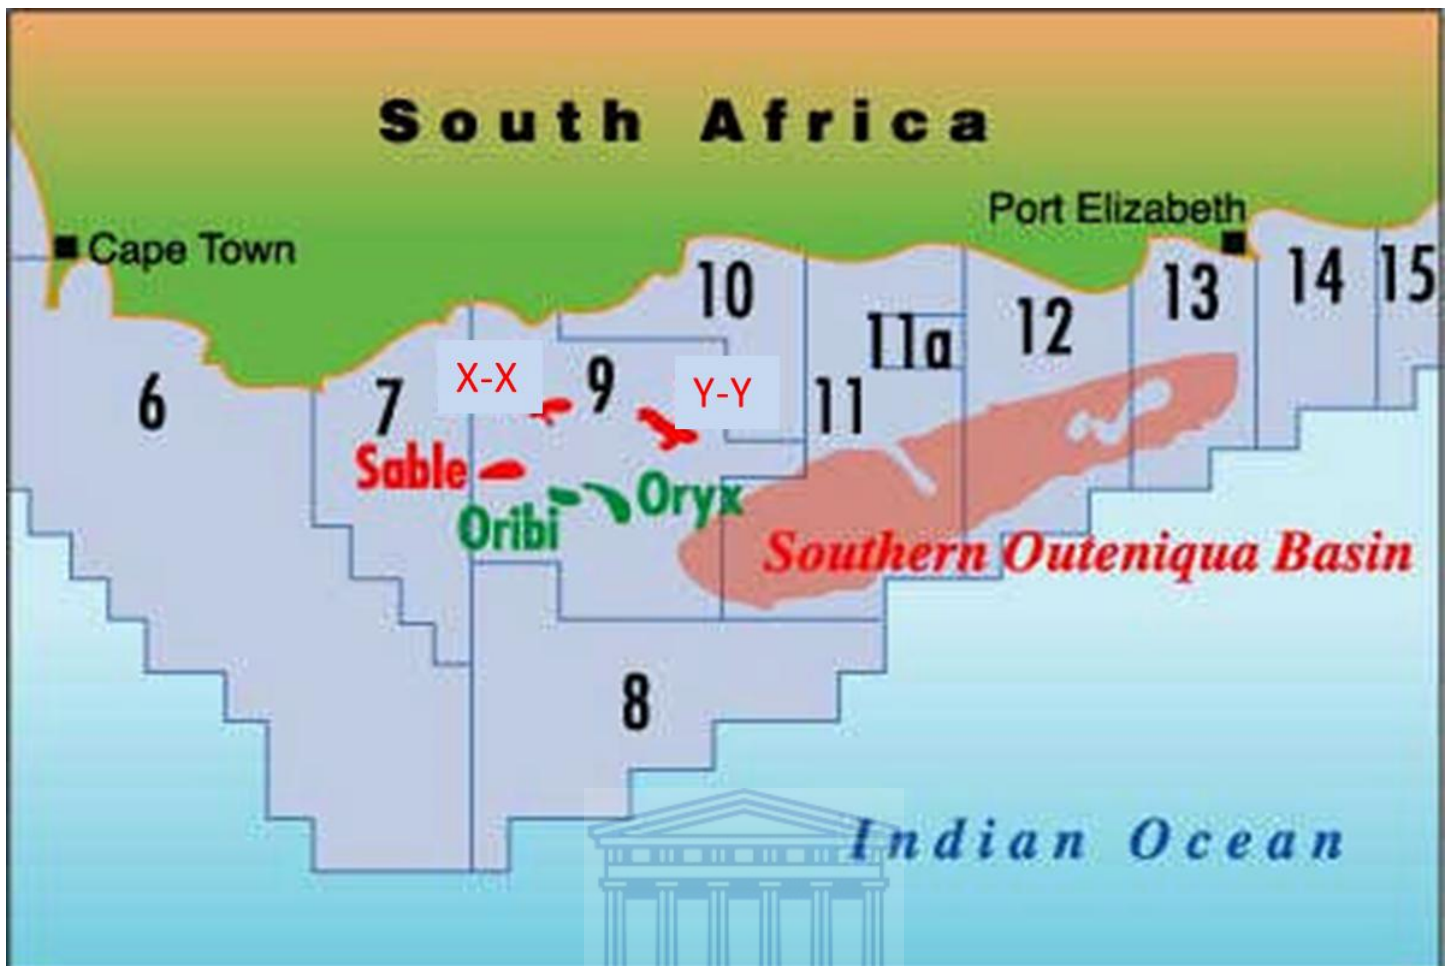 South Africa
Port Elizabeth
Cape Town
10
13
14
15
11a
12
X-X
9
Y-Y
6
7
11
Sable
Oryx
Oribi
Southern Outeniqua Basin
8
Indian Ocean